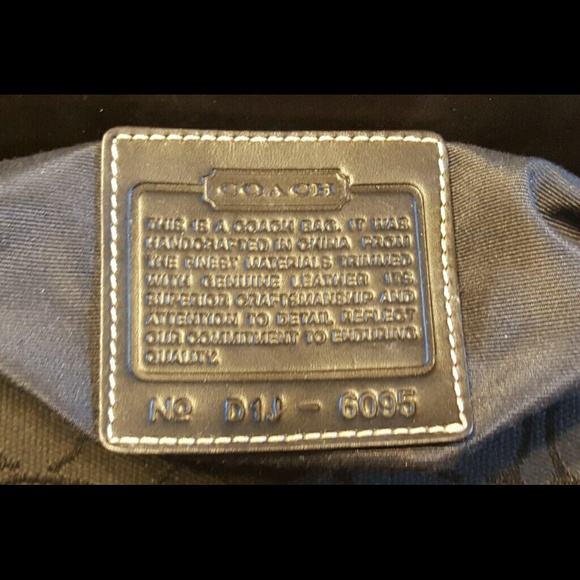 COACH
THIS IS A COACH BAG. IT WAS
HANDCRAFTED IN CHINA FROM
THE FINEST MATERIALS TRIMMED
WITH GENUINE LEATHER. ITS
SUPERIOR CRAFTSMANSHIP AND
ATTENTION TO DETAIL REFLECT
OUR COMMITMENT TO ENDURING
QUALITY.
Nº D1J - 6095